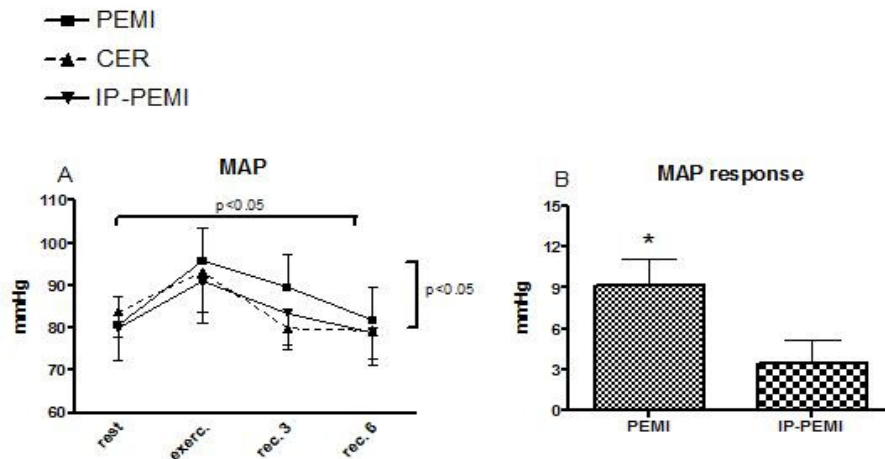 PEMI
CER
IP-PEMI
A
MAP
110
100
90
80
70
60
mmHg
p<0.05
p<0.05
rest
exerc.
rec. 3
rec. 6
B
MAP response
15
12
9
6
3
0
mmHg
*
PEMI
IP-PEMI